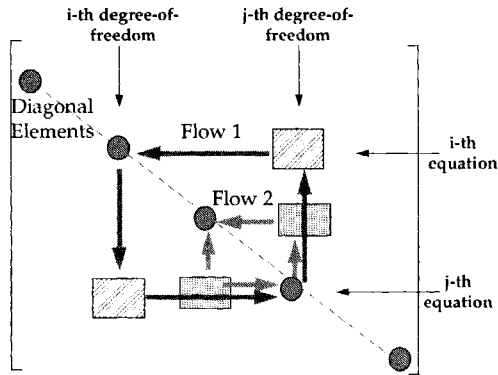 i-th degree-of-
freedom
j-th degree-of-
freedom
Diagonal
Elements
Flow 1
i-th
equation
Flow 2
j-th
equation